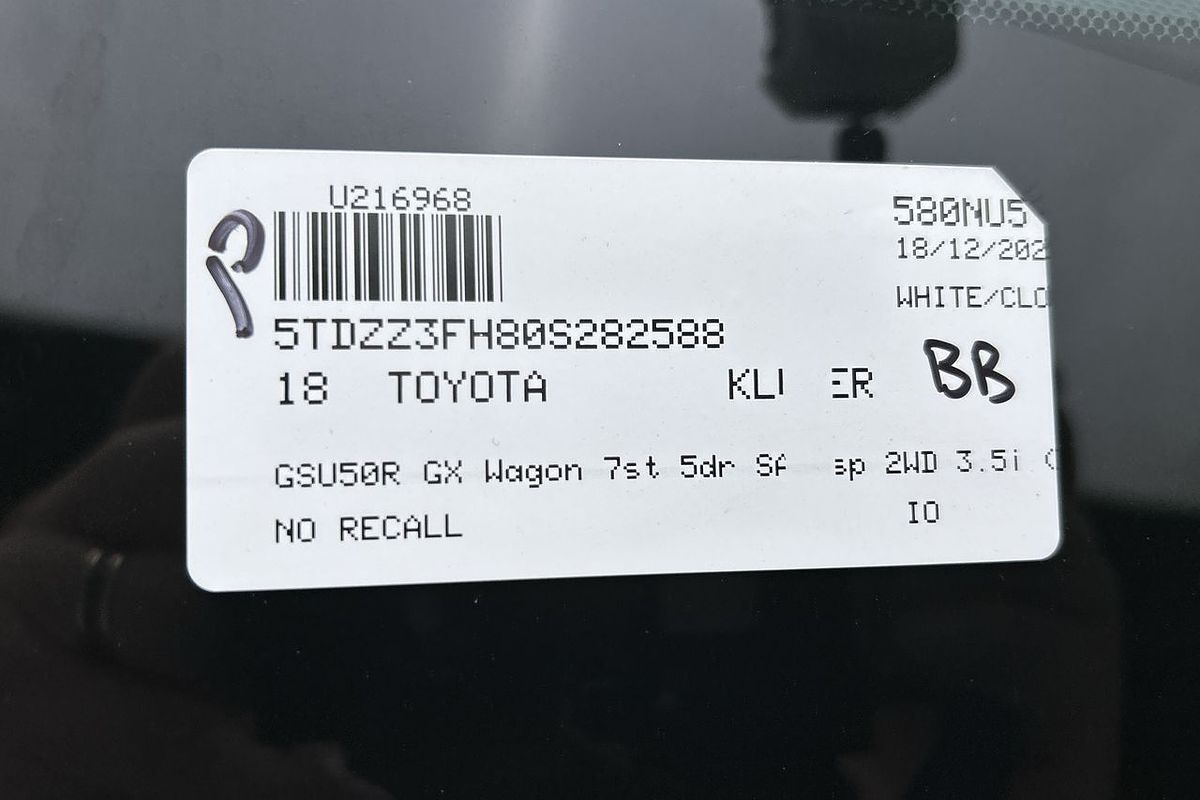 U216968
580NU5
18/12/202
WHITE/CLO
P
5TDZZ3FH80S282588
18 TOYOTA KLI ER
BB
GSU50R GX Wagon 7st 5dr SA sp 2WD 3.5i
NO RECALL
IO